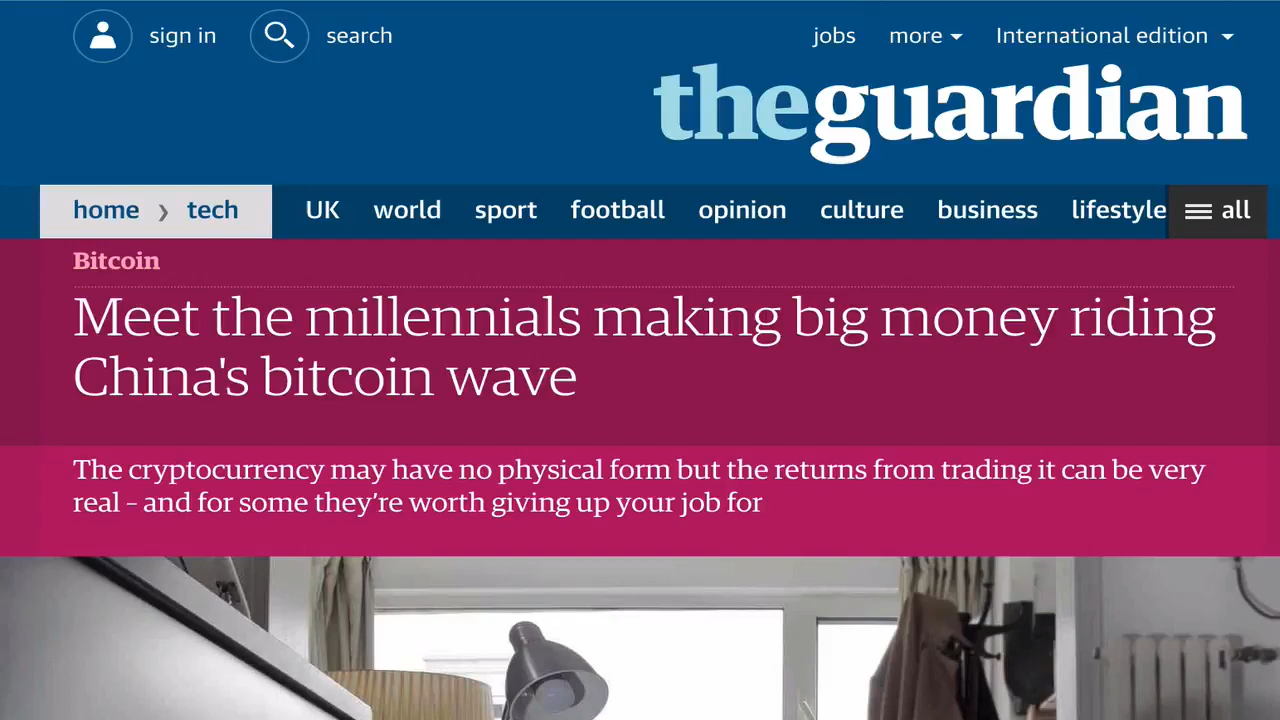 sign in
search
jobs
more
International edition
theguardian
home
tech
UK
world
sport
football
opinion
culture
business
lifestyle
all
Bitcoin
Meet the millennials making big money riding
China's bitcoin wave
The cryptocurrency may have no physical form but the returns from trading it can be very
real – and for some they’re worth giving up your job for